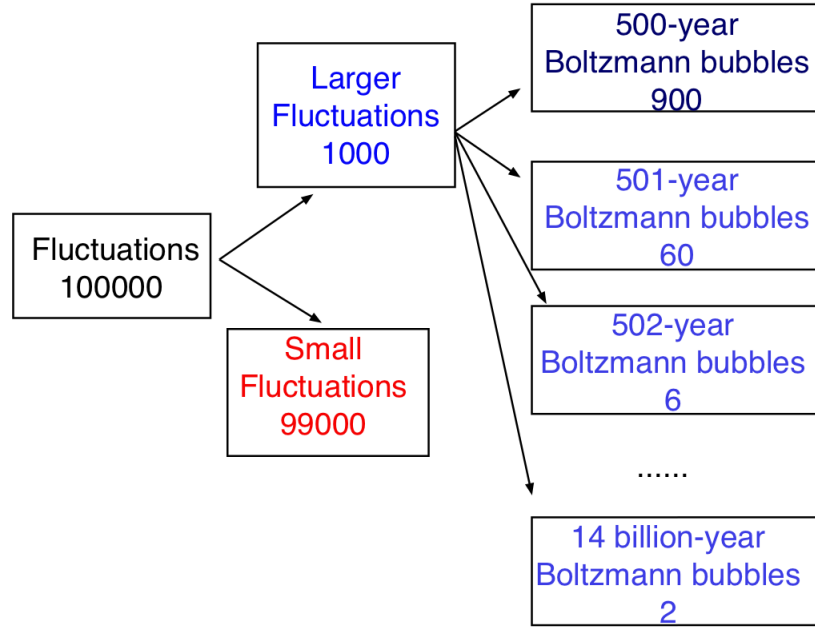 Fluctuations
100000
Larger
Fluctuations
1000
Small
Fluctuations
99000
500-year
Boltzmann bubbles
900
501-year
Boltzmann bubbles
60
502-year
Boltzmann bubbles
6
......
14 billion-year
Boltzmann bubbles
2